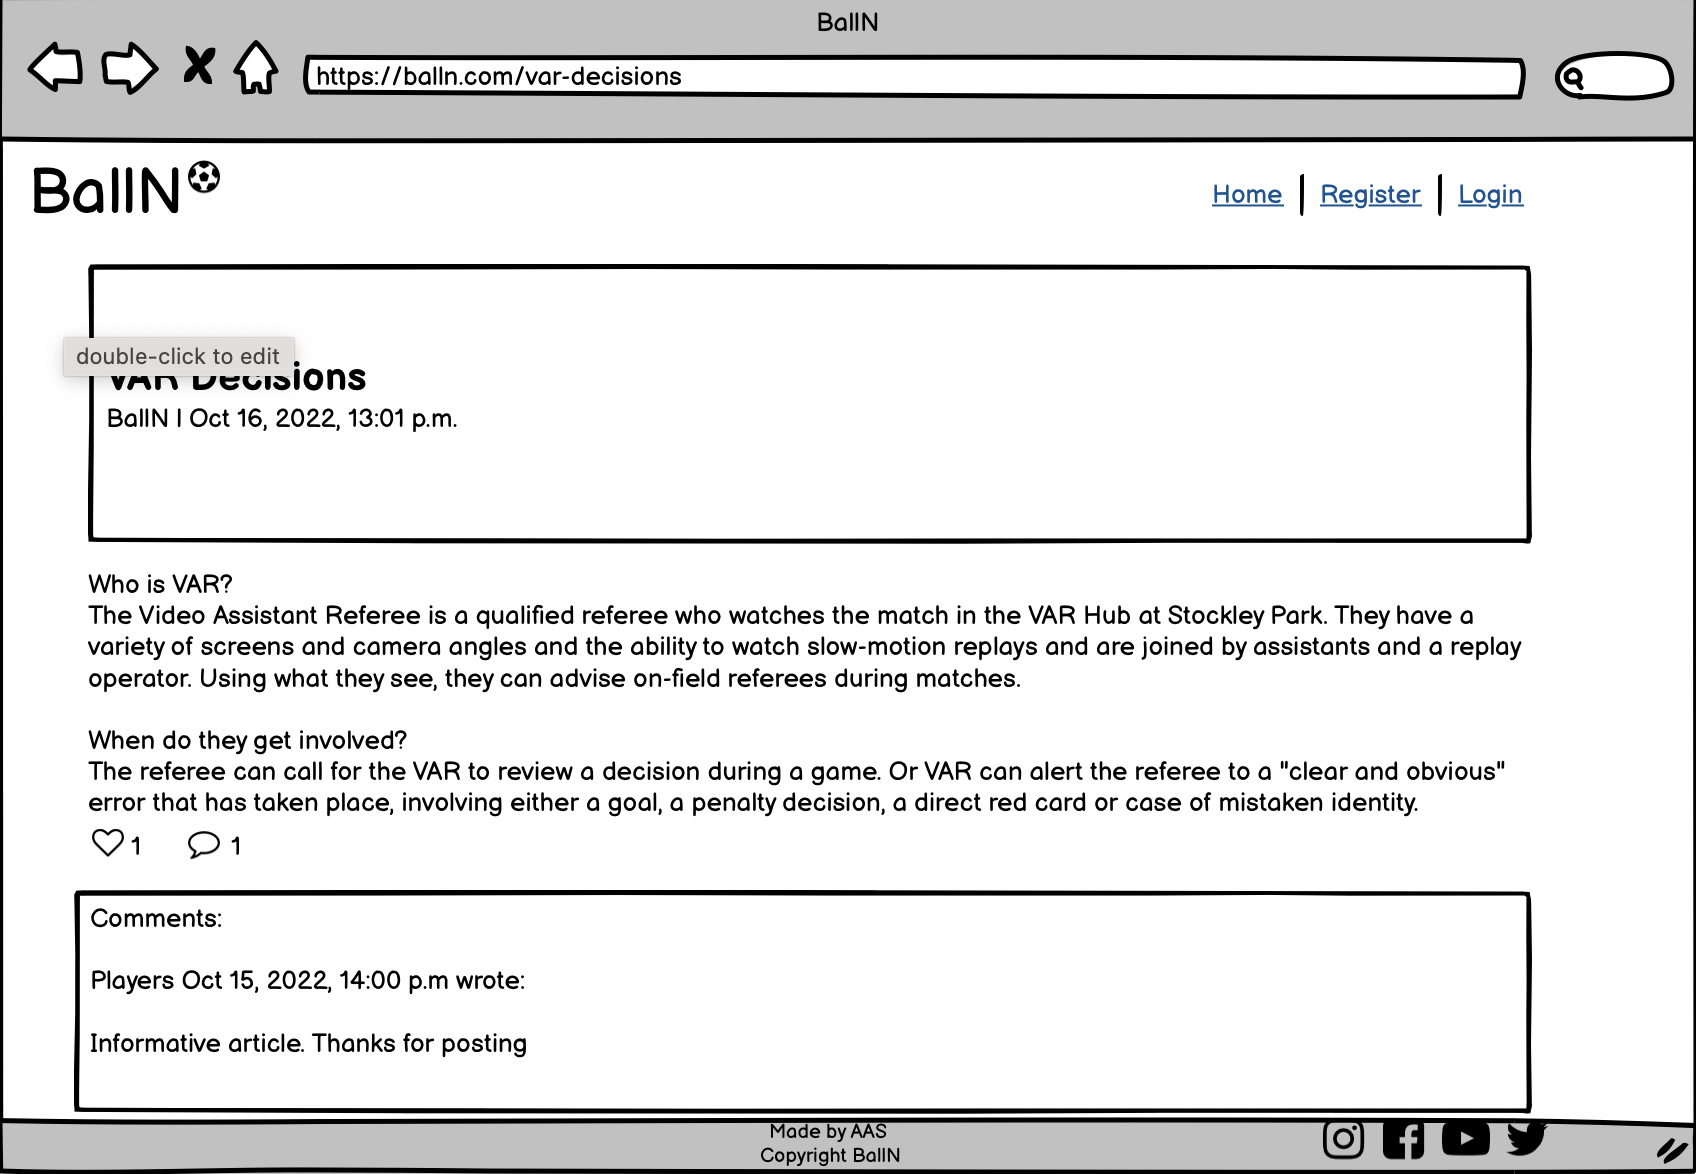 BallN
https://balln.com/var-decisions
BallN
Home | Register | Login
double-click to edit
VAR Decisions
BallN | Oct 16, 2022, 13:01 p.m.
Who is VAR?
The Video Assistant Referee is a qualified referee who watches the match in the VAR Hub at Stockley Park. They have a
variety of screens and camera angles and the ability to watch slow-motion replays and are joined by assistants and a replay
operator. Using what they see, they can advise on-field referees during matches.
When do they get involved?
The referee can call for the VAR to review a decision during a game. Or VAR can alert the referee to a "clear and obvious"
error that has taken place, involving either a goal, a penalty decision, a direct red card or case of mistaken identity.
1 1
Comments:
Players Oct 15, 2022, 14:00 p.m wrote:
Informative article. Thanks for posting
Made by AAS
Copyright BallN